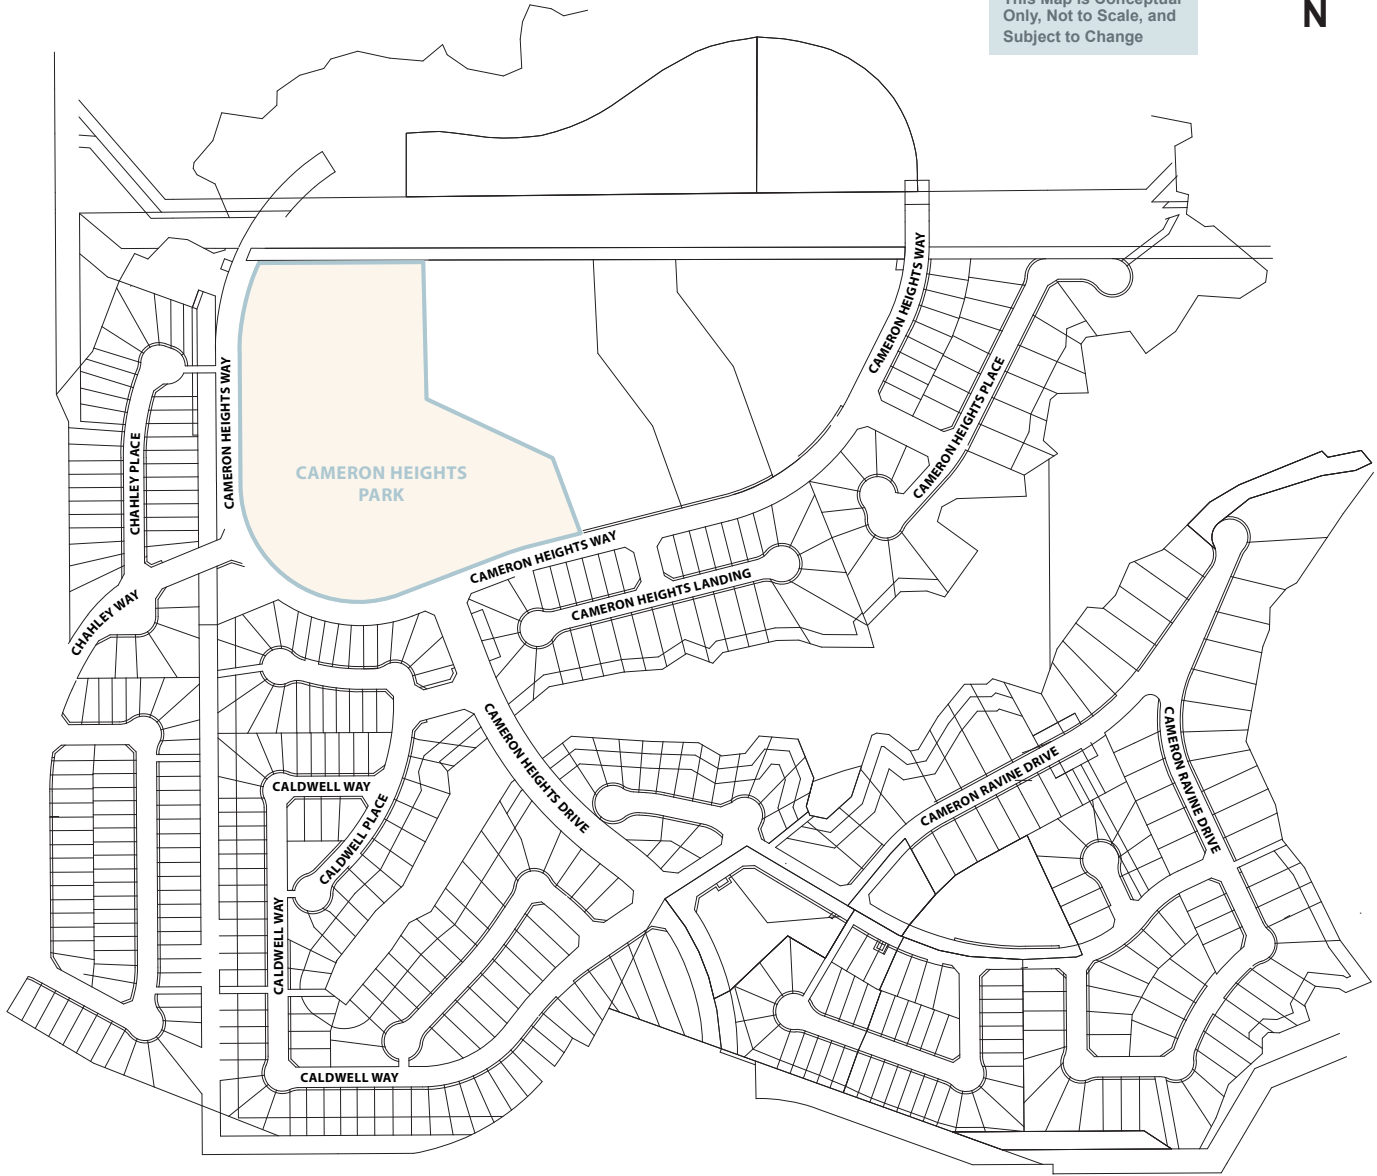 This Map is Conceptual
Only, Not to Scale, and
Subject to Change
N
CAMERON HEIGHTS WAY
CAMERON HEIGHTS PLACE
CAMERON HEIGHTS WAY
CHAHLEY PLACE
CAMERON HEIGHTS
PARK
CAMERON HEIGHTS PLACE
CAMERON HEIGHTS WAY
CAMERON HEIGHTS LANDING
CHAHLEY WAY
CAMERON HEIGHTS DRIVE
CAMERON RAVINE DRIVE
CAMERON RAVINE DRIVE
CALDWELL WAY
CALDWELL PLACE
CALDWELL WAY
CALDWELL WAY